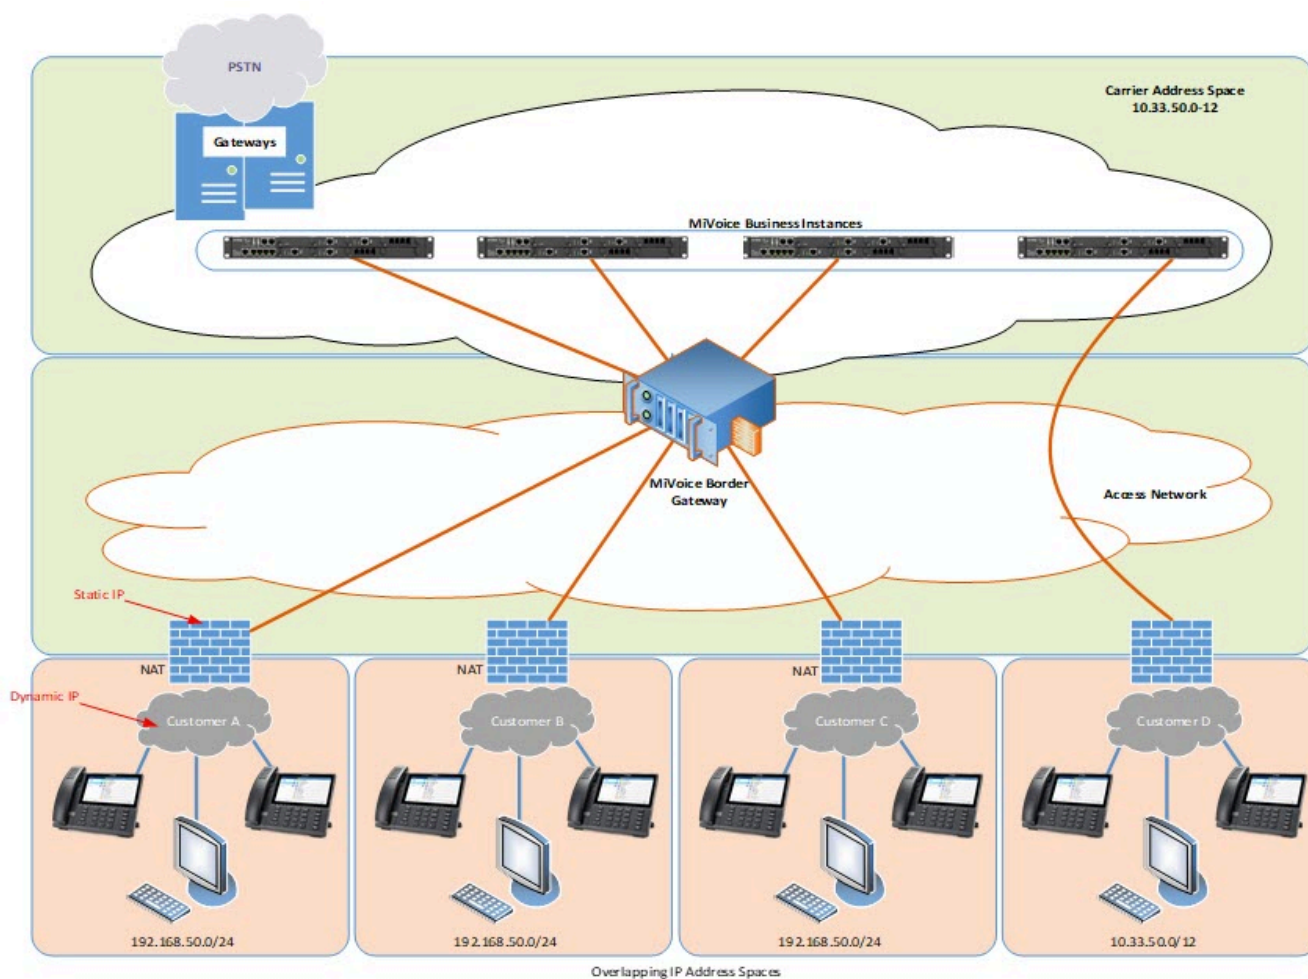 PSTN
Gateways
Carrier Address Space
10.33.50.0-12
MiVoice Business Instances
MiVoice Border
Gateway
Access Network
Static IP
NAT
NAT
NAT
Dynamic IP
Customer A
Customer B
Customer C
Customer D
192.168.50.0/24
192.168.50.0/24
192.168.50.0/24
10.33.50.0/12
Overlapping IP Address Spaces